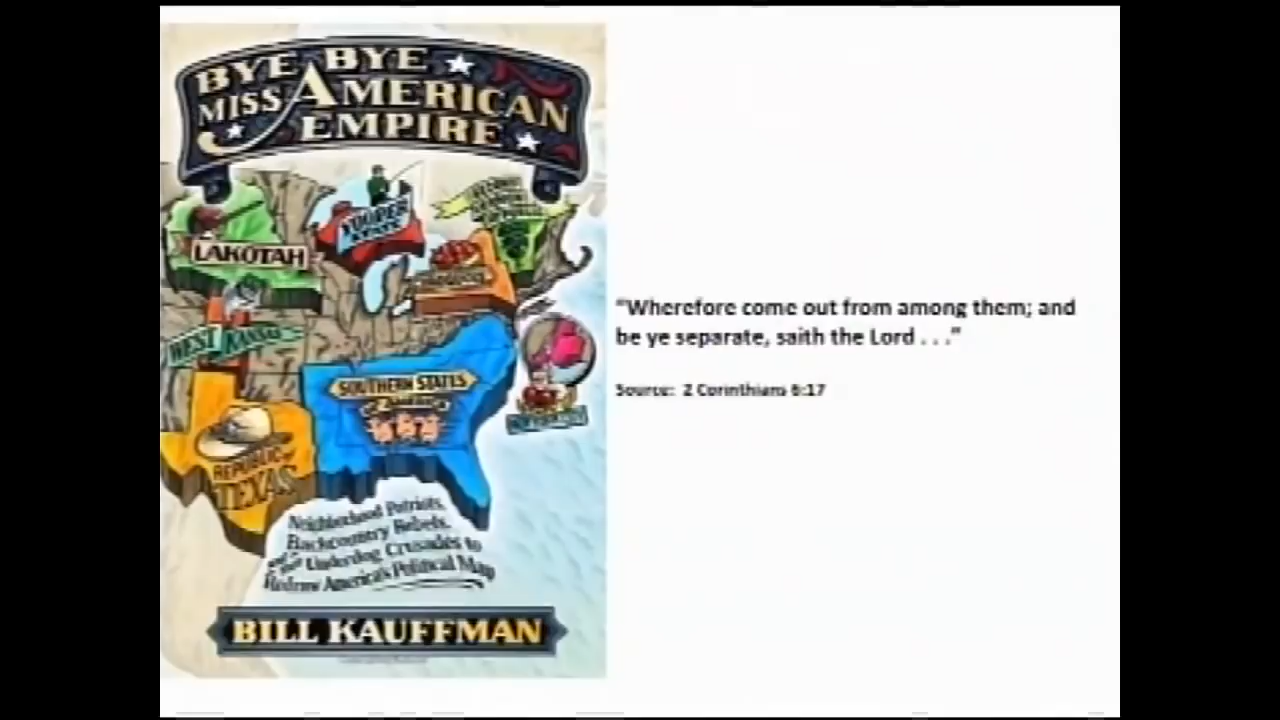 BYE BYE
MISS AMERICAN
EMPIRE
LAKOTAH
YOOPER
STATE
WEST KANSAS
SOUTHERN STATES
REPUBLIC of
TEXAS
Neighborhood Patriots,
Backcountry Rebels,
and their Underdog Crusades to
Redraw America's Political Map
BILL KAUFFMAN
“Wherefore come out from among them; and
be ye separate, saith the Lord . . .”
Source: 2 Corinthians 6:17